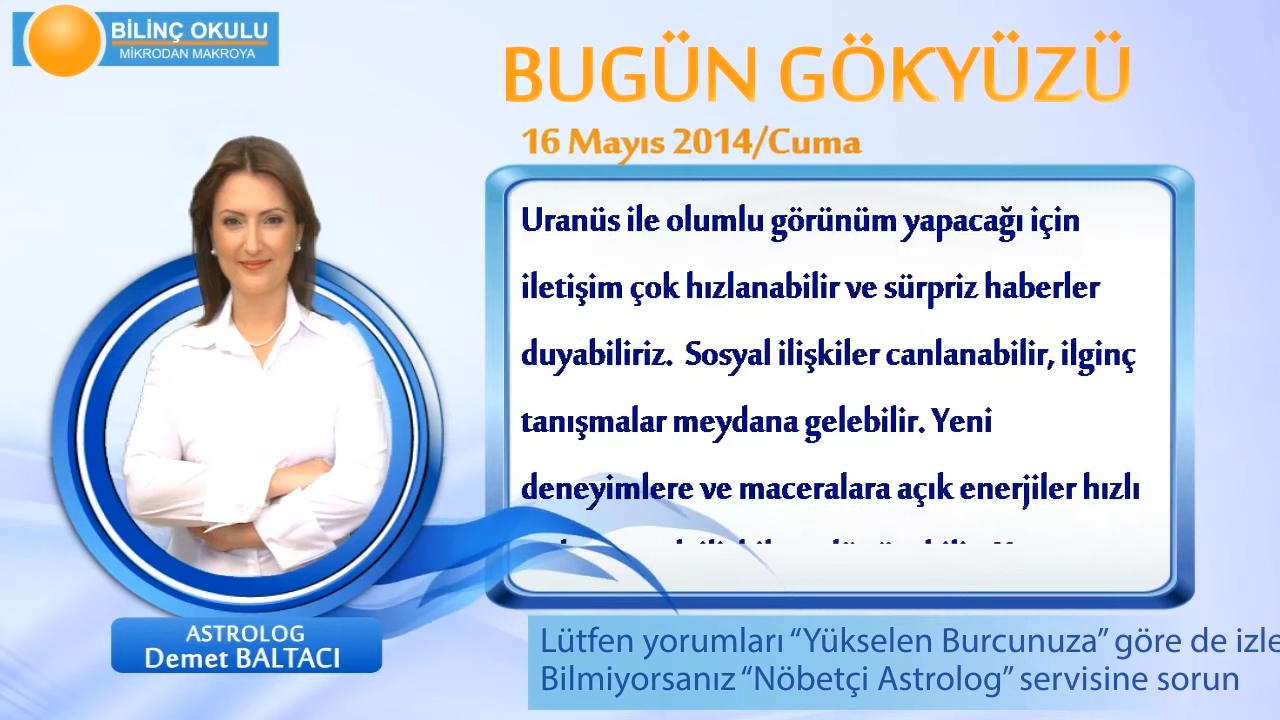 BİLİNÇ OKULU
MİKRODAN MAKROYA
BUGÜN GÖKYÜZÜ
16 Mayıs 2014/Cuma
Uranüs ile olumlu görünüm yapacağı için
iletişim çok hızlanabilir ve sürpriz haberler
duyabiliriz. Sosyal ilişkiler canlanabilir, ilginç
tanışmalar meydana gelebilir. Yeni
deneyimlere ve maceralara açık enerjiler hızlı
ASTROLOG
Demet BALTACI
Lütfen yorumları “Yükselen Burcunuza” göre de izle
Bilmiyorsanız “Nöbetçi Astrolog” servisine sorun